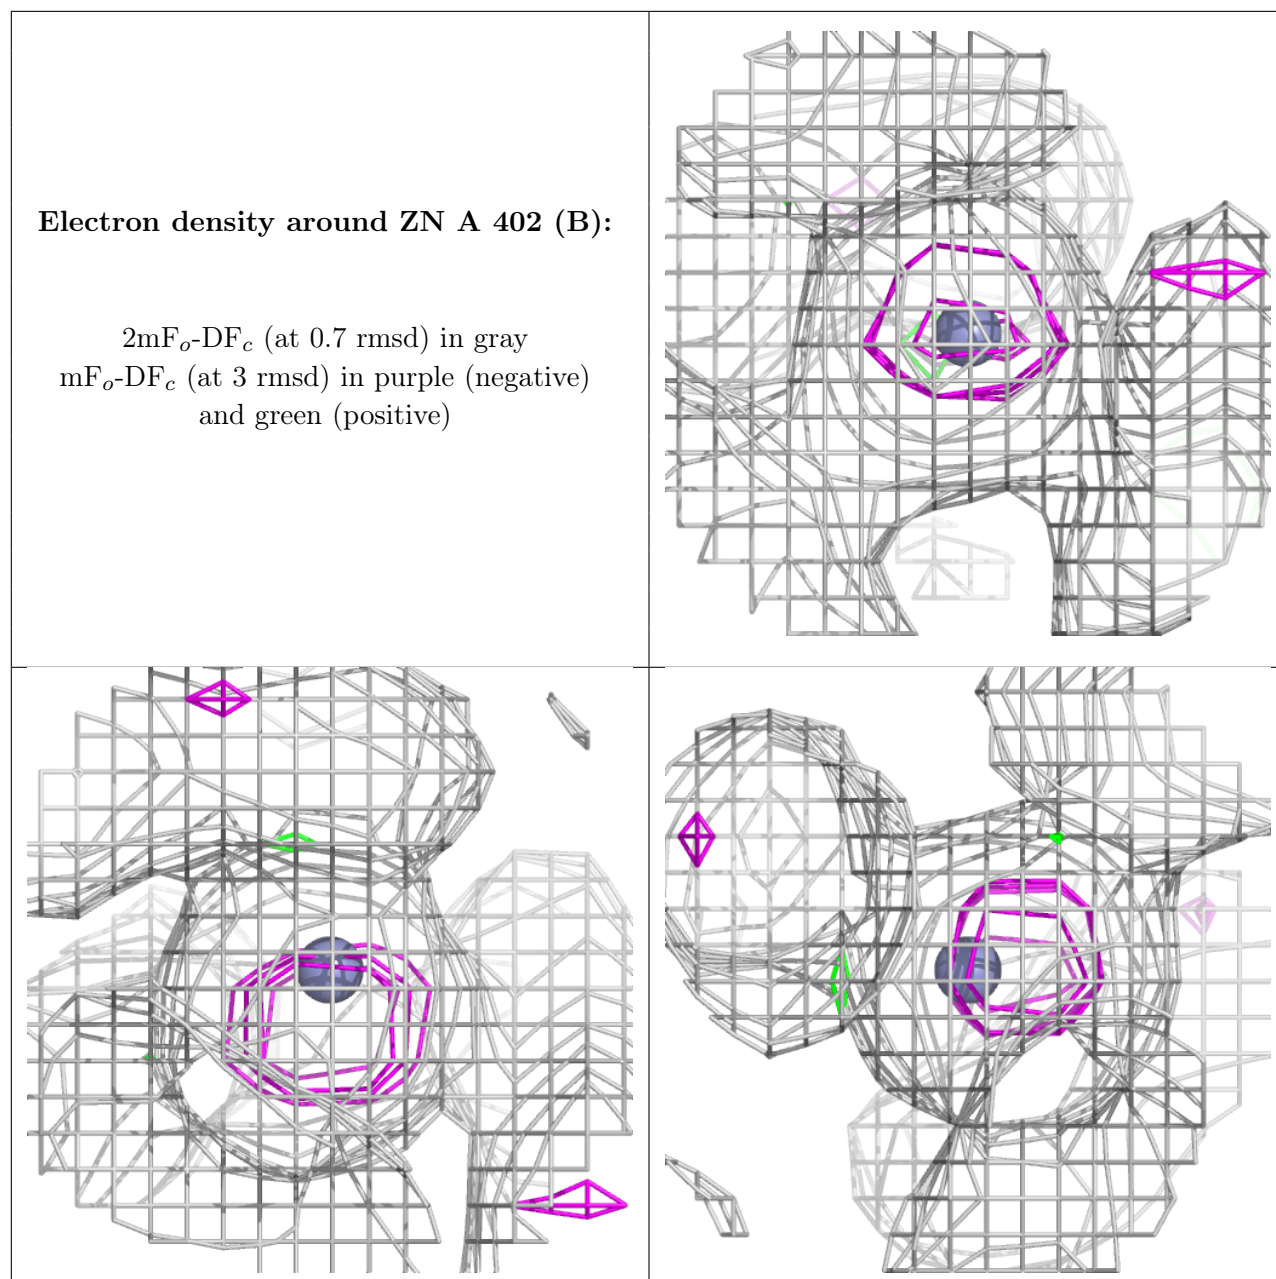 Electron density around ZN A 402 (B):
2mFo-DFc (at 0.7 rmsd) in gray
mFo-DFc (at 3 rmsd) in purple (negative)
and green (positive)